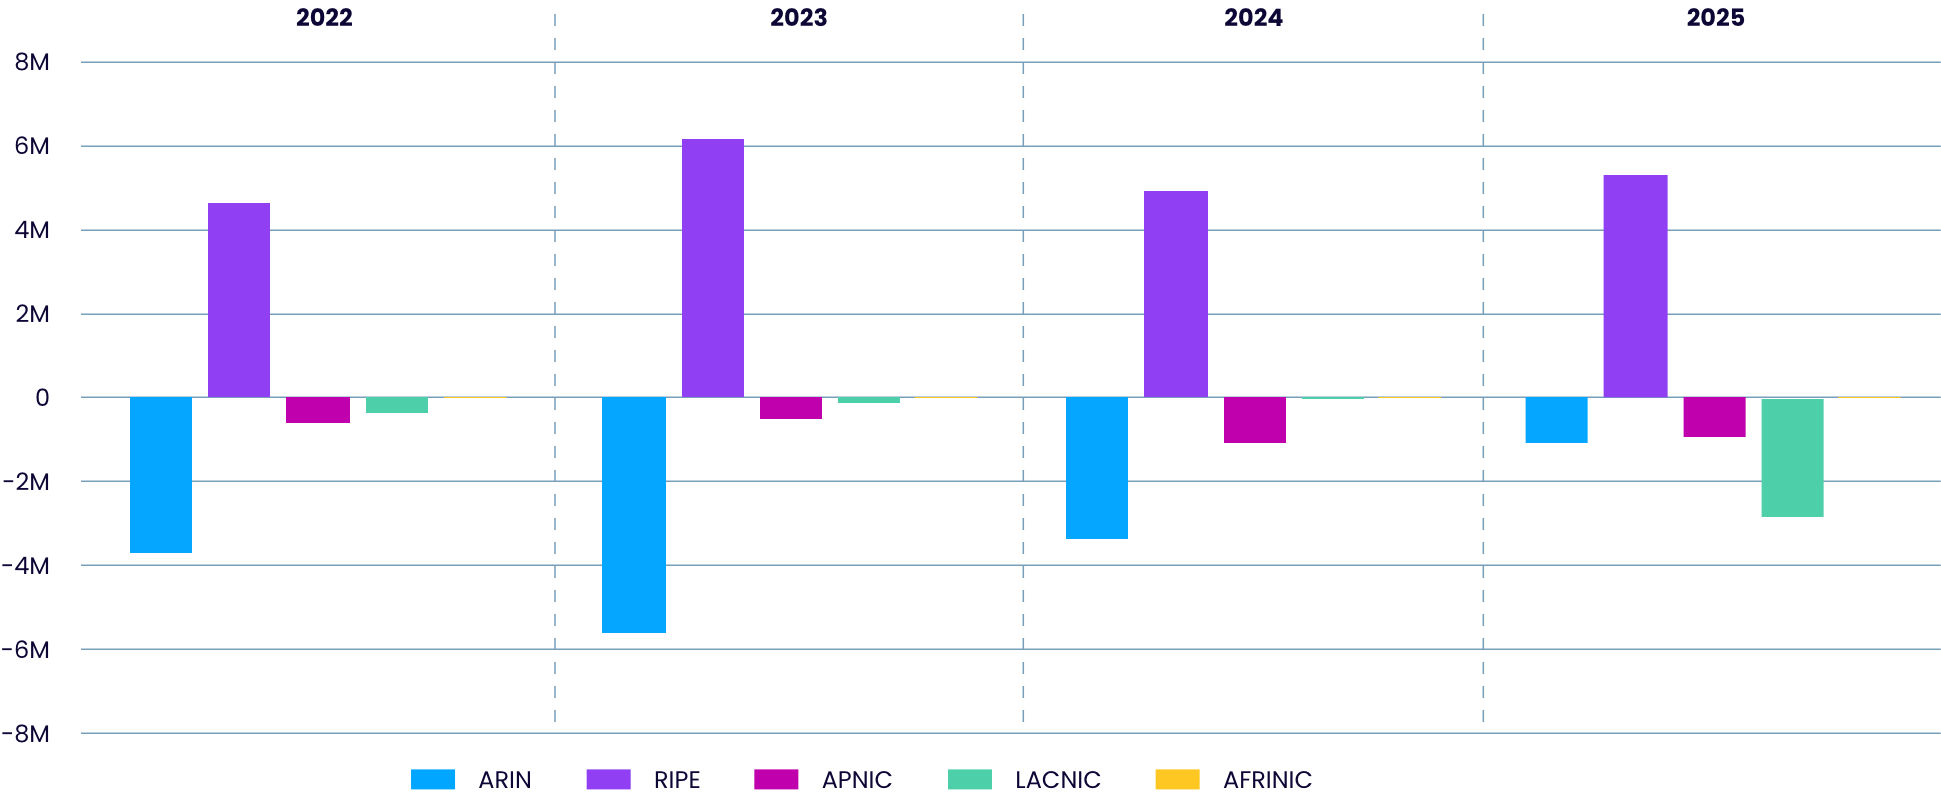 2022 2023 2024 2025
8M
6M
4M
2M
0
-2M
-4M
-6M
-8M
ARIN RIPE APNIC LACNIC AFRINIC